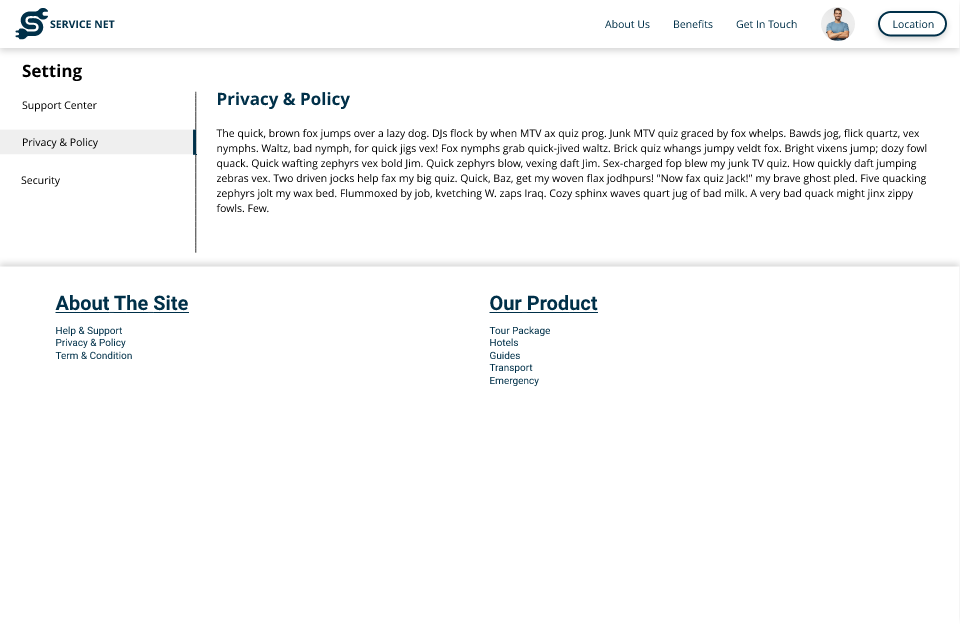 SERVICE NET
About Us
Benefits
Get In Touch
Location
Setting
Support Center
Privacy & Policy
Security
Privacy & Policy
The quick, brown fox jumps over a lazy dog. DJs flock by when MTV ax quiz prog. Junk MTV quiz graced by fox whelps. Bawds jog, flick quartz, vex
nymphs. Waltz, bad nymph, for quick jigs vex! Fox nymphs grab quick-jived waltz. Brick quiz whangs jumpy veldt fox. Bright vixens jump; dozy fowl
quack. Quick wafting zephyrs vex bold Jim. Quick zephyrs blow, vexing daft Jim. Sex-charged fop blew my junk TV quiz. How quickly daft jumping
zebras vex. Two driven jocks help fax my big quiz. Quick, Baz, get my woven flax jodhpurs! "Now fax quiz Jack!" my brave ghost pled. Five quacking
zephyrs jolt my wax bed. Flummoxed by job, kvetching W. zaps Iraq. Cozy sphinx waves quart jug of bad milk. A very bad quack might jinx zippy
fowls. Few.
About The Site
Help & Support
Privacy & Policy
Term & Condition
Our Product
Tour Package
Hotels
Guides
Transport
Emergency